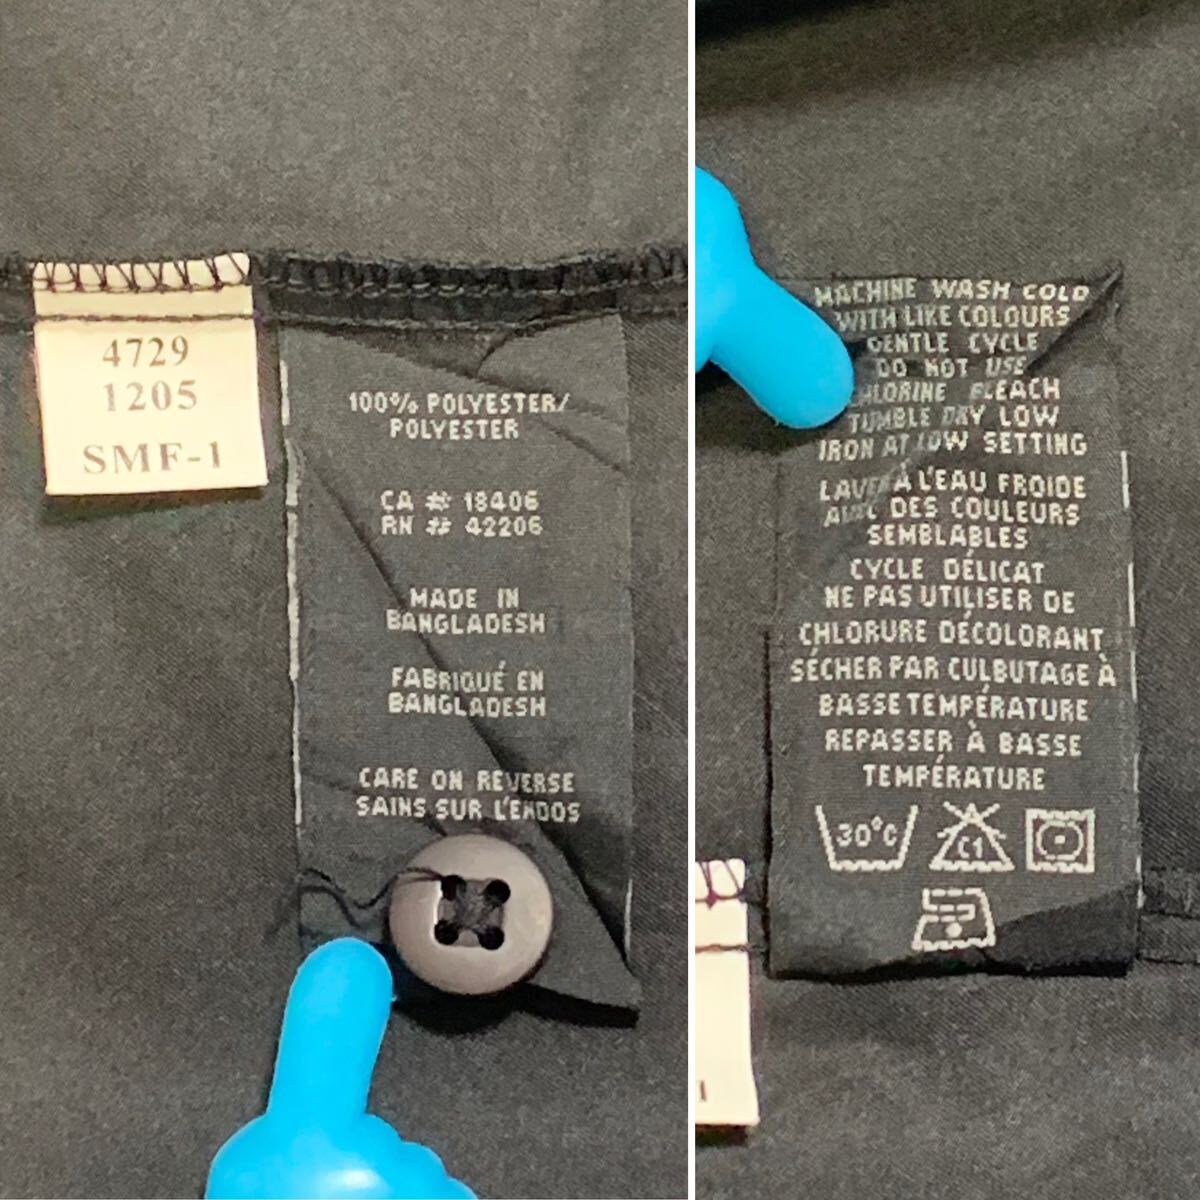 4729
1205
SMF-1
100% POLYESTER/
POLYESTER
CA # 18406
RN # 42206
MADE IN
BANGLADESH
FABRIQUÉ EN
BANGLADESH
CARE ON REVERSE
SAINS SUR L'ENDOS
MACHINE WASH COLD
WITH LIKE COLOURS
GENTLE CYCLE
DO NOT USE
CHLORINE BLEACH
TUMBLE DRY LOW
IRON AT LOW SETTING
LAVER À L'EAU FROIDE
AVEC DES COULEURS
SEMBLABLES
CYCLE DÉLICAT
NE PAS UTILISER DE
CHLORURE DÉCOLORANT
SÉCHER PAR CULBUTAGE À
BASSE TEMPÉRATURE
REPASSER À BASSE
TEMPÉRATURE
30°C
C1
1